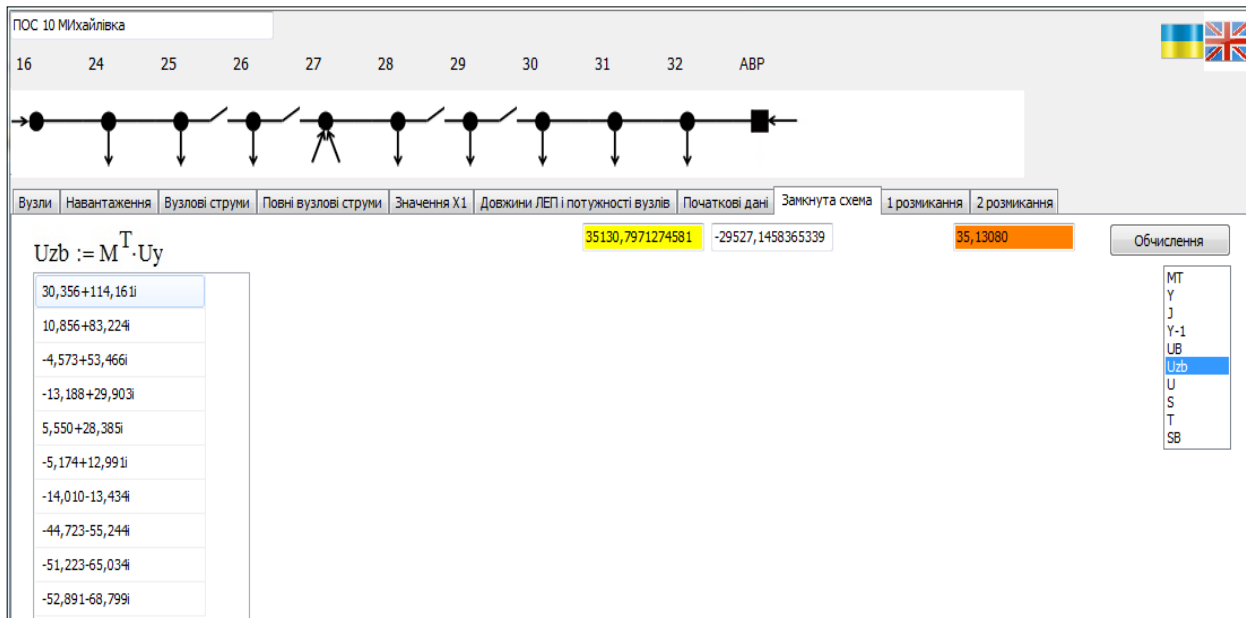 ПОС 10 МИхайлівка
16 24 25 26 27 28 29 30 31 32 АВР
Вузли Навантаження Вузлові струми Повні вузлові струми Значення X1 Довжини ЛЕП і потужності вузлів Початкові дані Замкнута схема 1 розмикання 2 розмикання
35130,7971274581 -29527,1458365339 35,13080 Обчислення
Uzb := M^T·Uy
30,356+114,161i
10,856+83,224i
-4,573+53,466i
-13,188+29,903i
5,550+28,385i
-5,174+12,991i
-14,010-13,434i
-44,723-55,244i
-51,223-65,034i
-52,891-68,799i
MT
Y
J
Y-1
UB
Uzb
U
S
T
SB